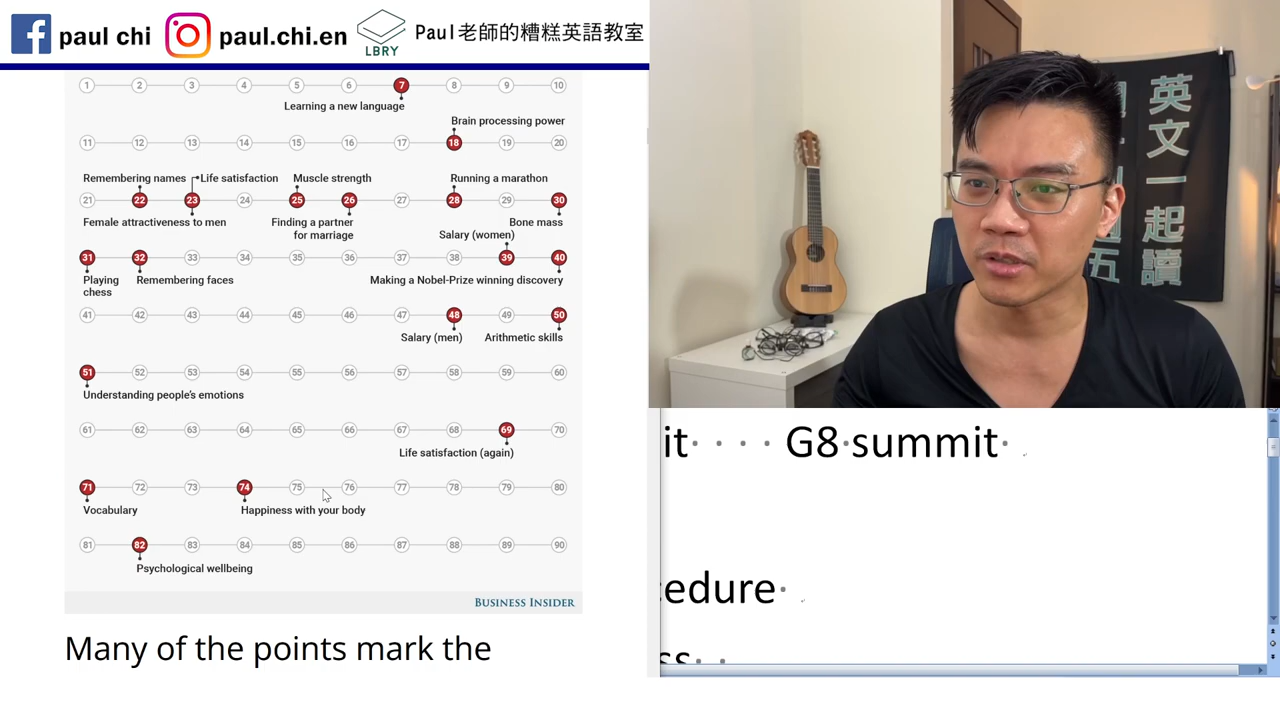 paul chi
paul.chi.en
LBRY
Paul老師的糟糕英語教室
1 2 3 4 5 6 7 8 9 10
Learning a new language
Brain processing power
11 12 13 14 15 16 17 18 19 20
Remembering names Life satisfaction Muscle strength Running a marathon
21 22 23 24 25 26 27 28 29 30
Female attractiveness to men
Finding a partner
for marriage
Bone mass
Salary (women)
31 32 33 34 35 36 37 38 39 40
Playing
chess
Remembering faces
Making a Nobel-Prize winning discovery
41 42 43 44 45 46 47 48 49 50
Salary (men) Arithmetic skills
51 52 53 54 55 56 57 58 59 60
Understanding people's emotions
61 62 63 64 65 66 67 68 69 70
Life satisfaction (again)
71 72 73 74 75 76 77 78 79 80
Vocabulary Happiness with your body
81 82 83 84 85 86 87 88 89 90
Psychological wellbeing
BUSINESS INSIDER
Many of the points mark the
英文一起讀
五
it G8 summit
edure
ss